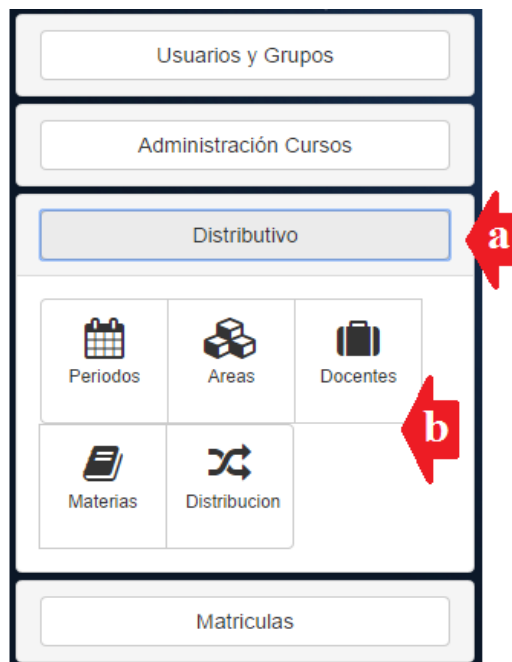 Usuarios y Grupos
Administración Cursos
Distributivo
a
Periodos Areas Docentes
b
Materias Distribucion
Matriculas